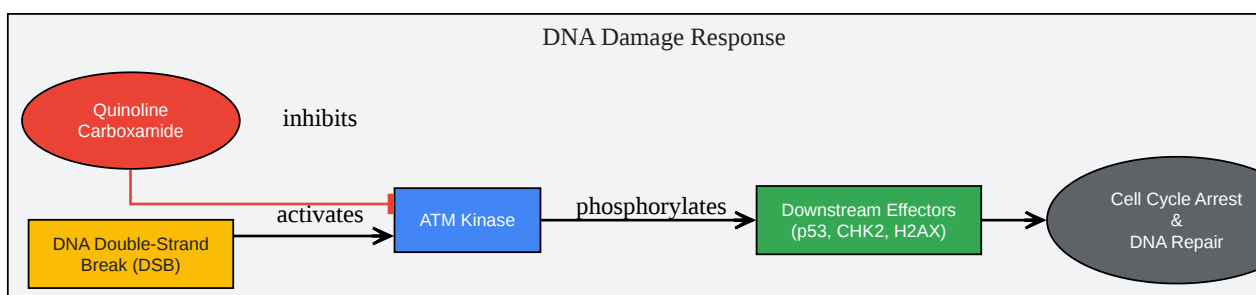 DNA Damage Response
Quinoline
Carboxamide
inhibits
activates
DNA Double-Strand
Break (DSB)
ATM Kinase
phosphorylates
Downstream Effectors
(p53, CHK2, H2AX)
Cell Cycle Arrest
&
DNA Repair